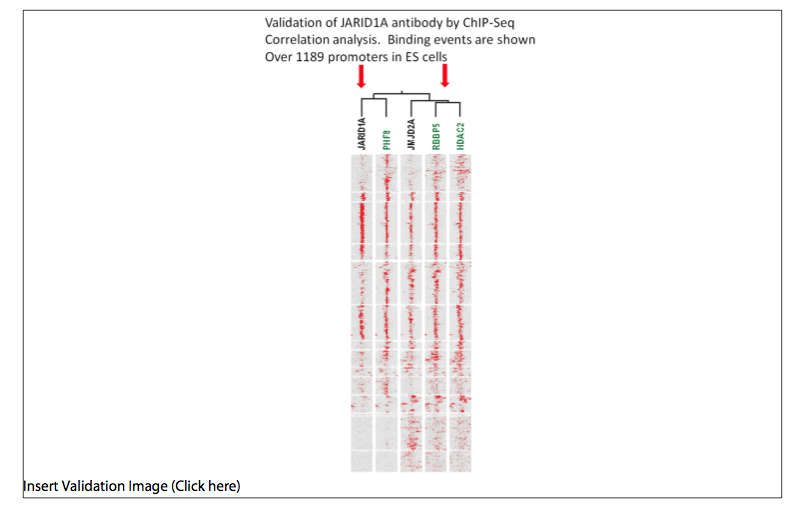 Validation of JARID1A antibody by ChIP-Seq
Correlation analysis.  Binding events are shown
Over 1189 promoters in ES cells
JARID1A
PHF8
JMJD2A
RBBP5
HDAC2
Insert Validation Image (Click here)